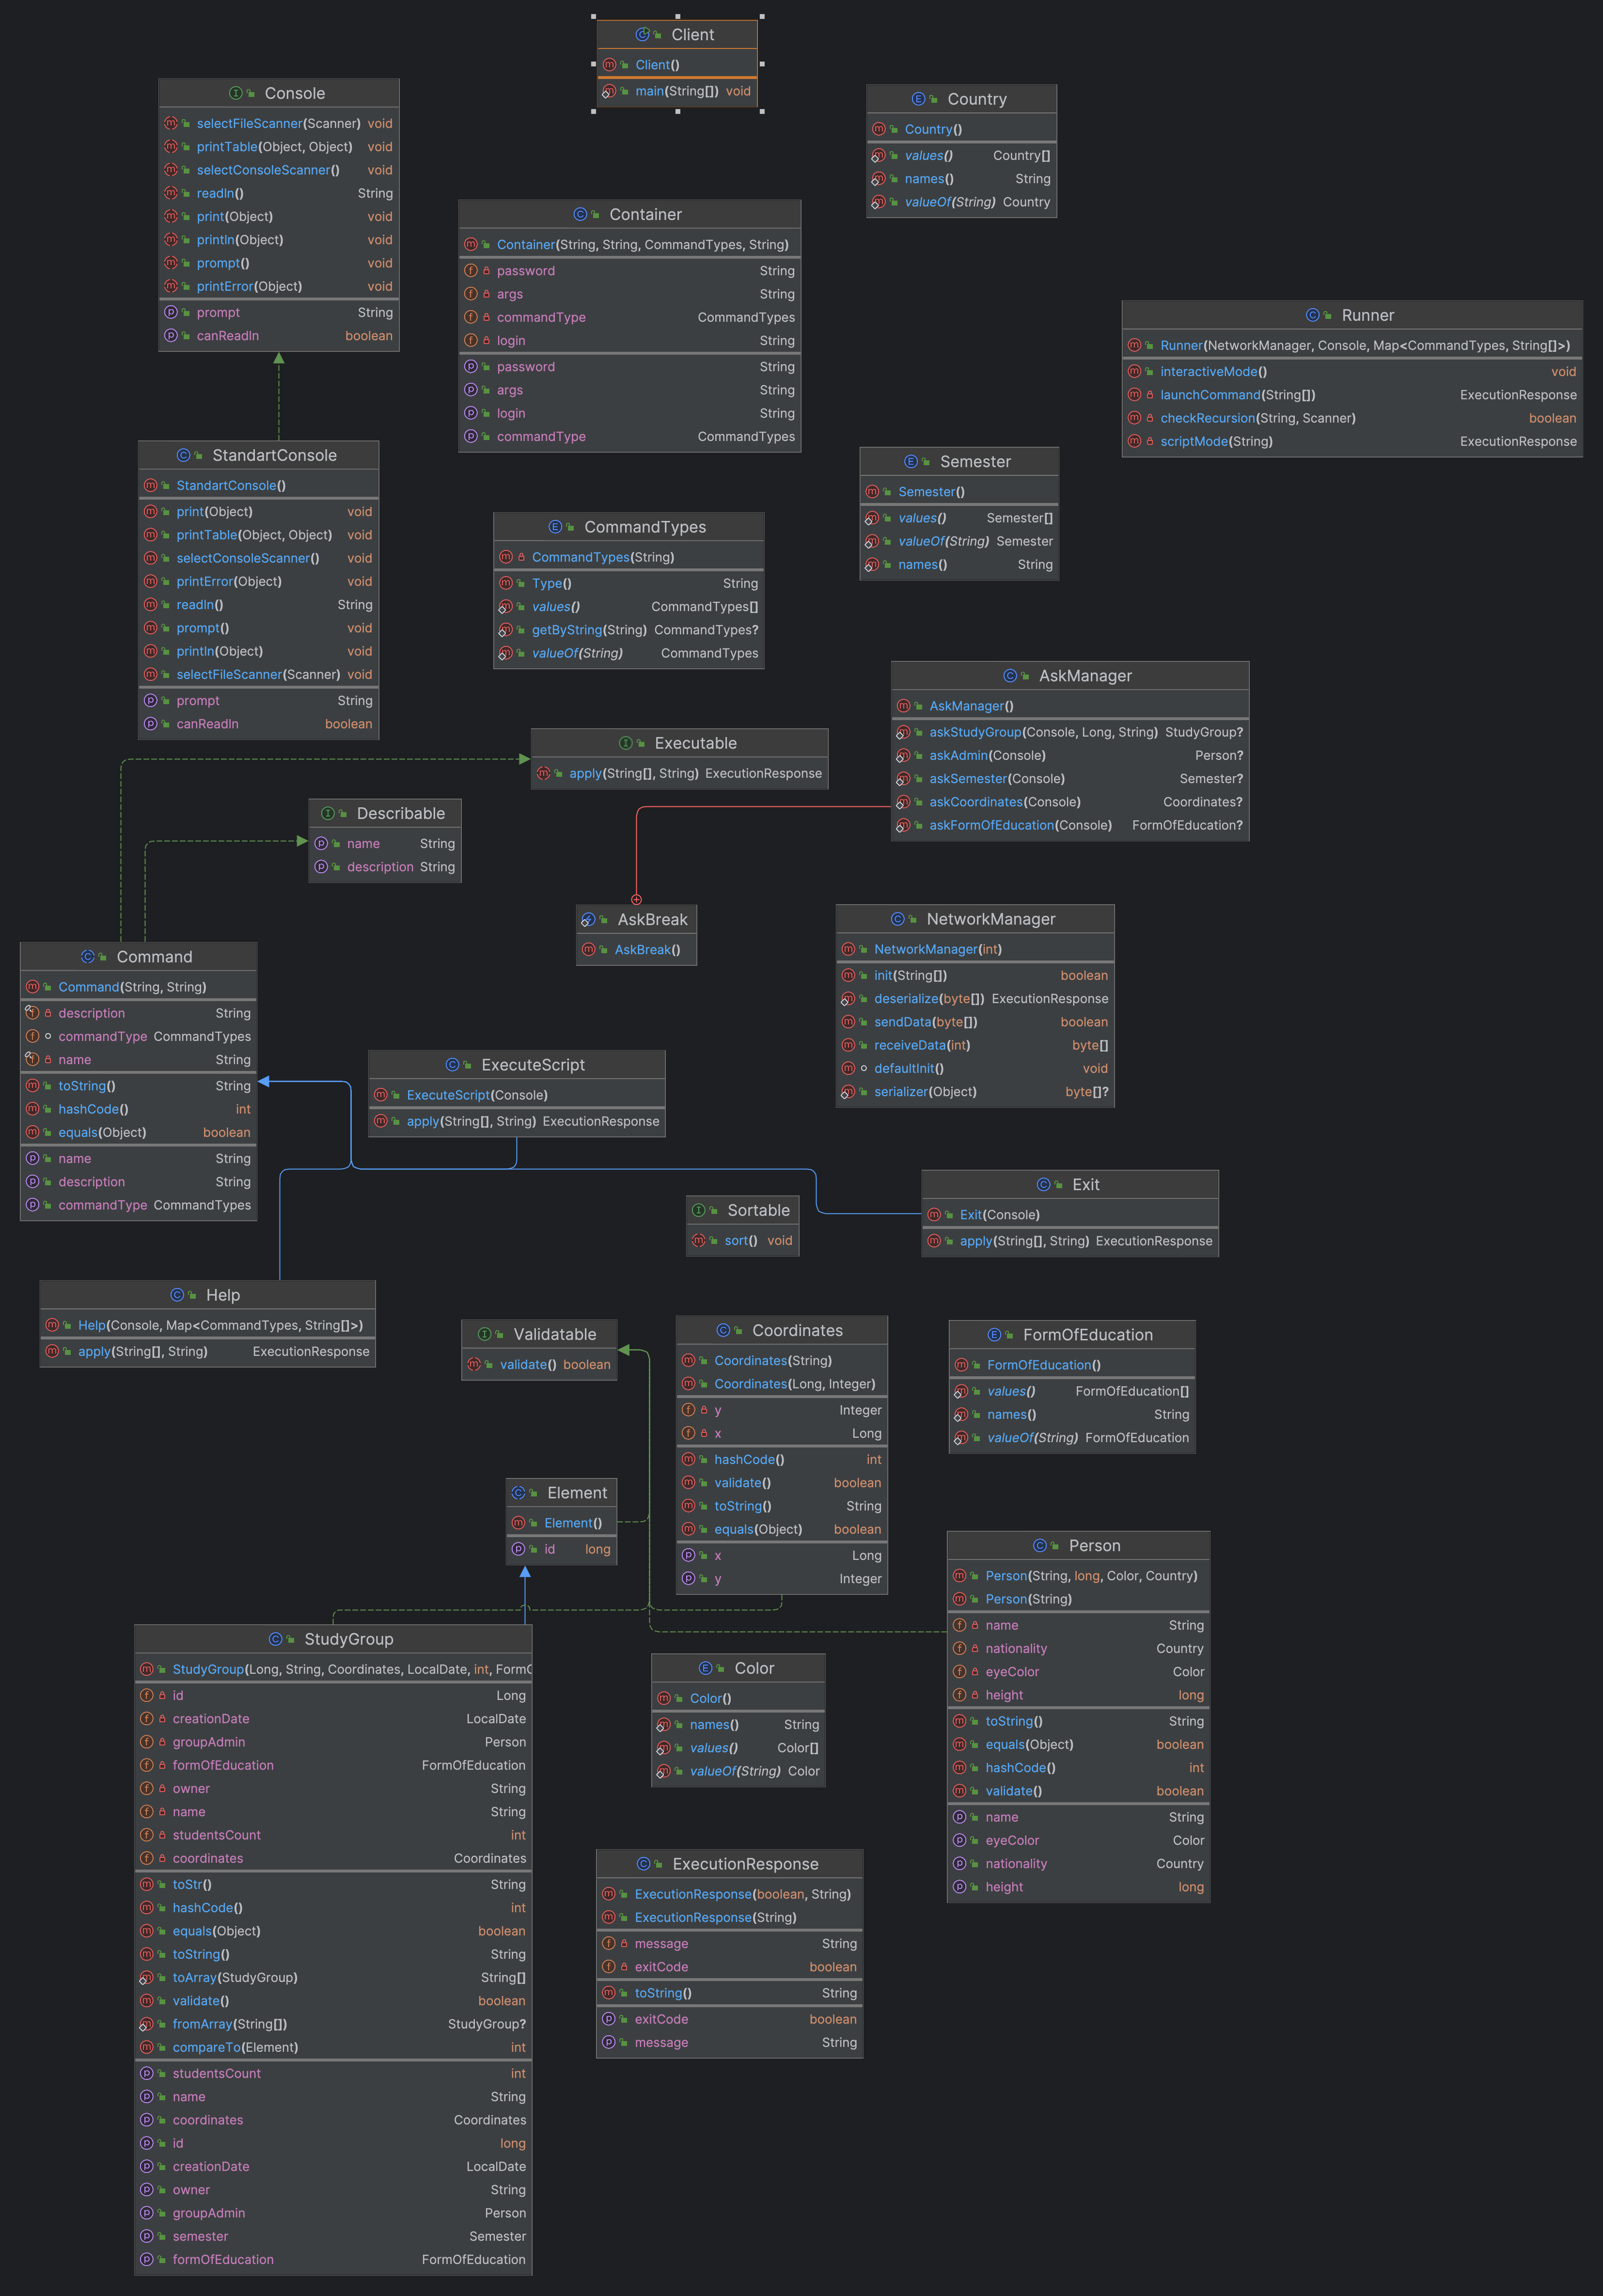 Client
Client()
main(String[]) void
Console
selectFileScanner(Scanner) void
printTable(Object, Object) void
selectConsoleScanner() void
readln() String
print(Object) void
println(Object) void
prompt() void
printError(Object) void
prompt String
canReadln boolean
Country
Country()
values() Country[]
names() String
valueOf(String) Country
Container
Container(String, String, CommandTypes, String)
password String
args String
commandType CommandTypes
login String
password String
args String
login String
commandType CommandTypes
Runner
Runner(NetworkManager, Console, Map<CommandTypes, String[]>)
interactiveMode() void
launchCommand(String[]) ExecutionResponse
checkRecursion(String, Scanner) boolean
scriptMode(String) ExecutionResponse
StandartConsole
StandartConsole()
print(Object) void
printTable(Object, Object) void
selectConsoleScanner() void
printError(Object) void
readln() String
prompt() void
println(Object) void
selectFileScanner(Scanner) void
prompt String
canReadln boolean
Semester
Semester()
values() Semester[]
valueOf(String) Semester
names() String
CommandTypes
CommandTypes(String)
Type() String
values() CommandTypes[]
getByString(String) CommandTypes?
valueOf(String) CommandTypes
AskManager
AskManager()
askStudyGroup(Console, Long, String) StudyGroup?
askAdmin(Console) Person?
askSemester(Console) Semester?
askCoordinates(Console) Coordinates?
askFormOfEducation(Console) FormOfEducation?
Executable
apply(String[], String) ExecutionResponse
Describable
name String
description String
AskBreak
AskBreak()
NetworkManager
NetworkManager(int)
init(String[]) boolean
deserialize(byte[]) ExecutionResponse
sendData(byte[]) boolean
receiveData(int) byte[]
defaultInit() void
serializer(Object) byte[]?
Command
Command(String, String)
description String
commandType CommandTypes
name String
toString() String
hashCode() int
equals(Object) boolean
name String
description String
commandType CommandTypes
ExecuteScript
ExecuteScript(Console)
apply(String[], String) ExecutionResponse
Exit
Exit(Console)
apply(String[], String) ExecutionResponse
Sortable
sort() void
Help
Help(Console, Map<CommandTypes, String[]>)
apply(String[], String) ExecutionResponse
Validatable
validate() boolean
Coordinates
Coordinates(String)
Coordinates(Long, Integer)
y Integer
x Long
hashCode() int
validate() boolean
toString() String
equals(Object) boolean
x Long
y Integer
FormOfEducation
FormOfEducation()
values() FormOfEducation[]
names() String
valueOf(String) FormOfEducation
Element
Element()
id long
Person
Person(String, long, Color, Country)
Person(String)
name String
nationality Country
eyeColor Color
height long
toString() String
equals(Object) boolean
hashCode() int
validate() boolean
name String
eyeColor Color
nationality Country
height long
StudyGroup
StudyGroup(Long, String, Coordinates, LocalDate, int, FormO
id Long
creationDate LocalDate
groupAdmin Person
formOfEducation FormOfEducation
owner String
name String
studentsCount int
coordinates Coordinates
toStr() String
hashCode() int
equals(Object) boolean
toString() String
toArray(StudyGroup) String[]
validate() boolean
fromArray(String[]) StudyGroup?
compareTo(Element) int
studentsCount int
name String
coordinates Coordinates
id long
creationDate LocalDate
owner String
groupAdmin Person
semester Semester
formOfEducation FormOfEducation
Color
Color()
names() String
values() Color[]
valueOf(String) Color
ExecutionResponse
ExecutionResponse(boolean, String)
ExecutionResponse(String)
message String
exitCode boolean
toString() String
exitCode boolean
message String